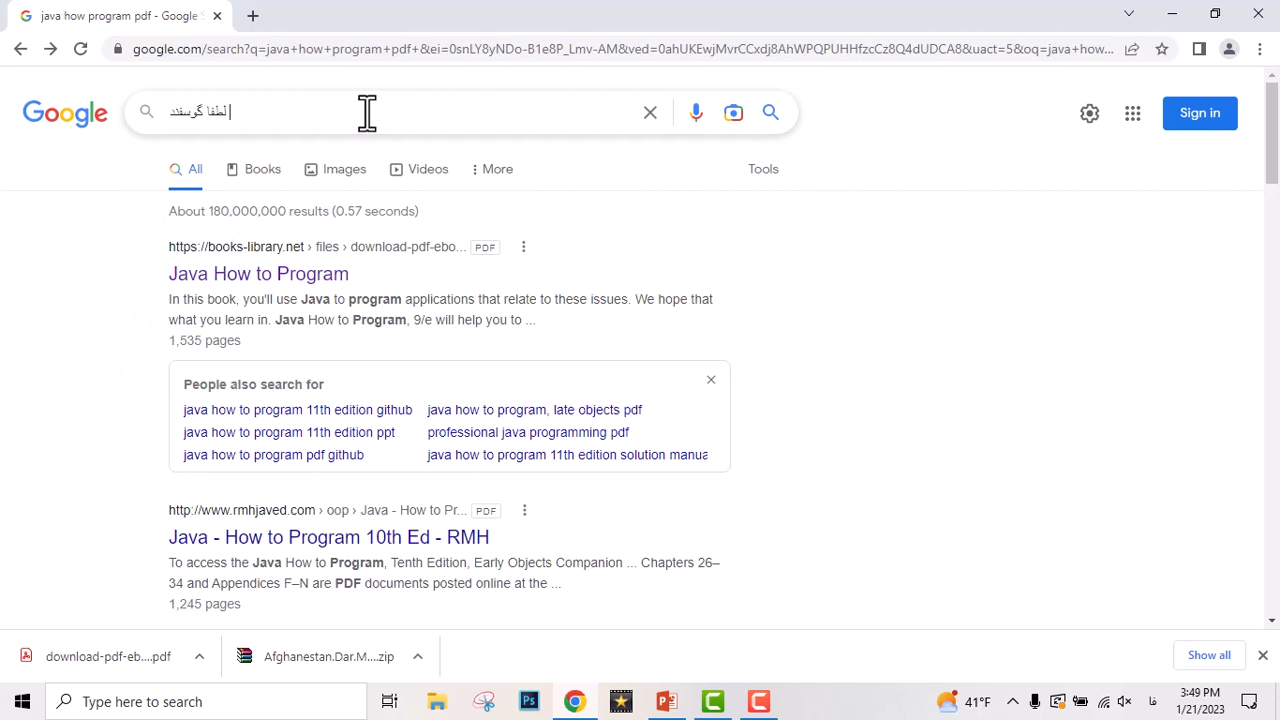 java how program pdf - Google S
google.com/search?q=java+how+program+pdf+&ei=0snLY8yNDo-B1e8P_Lmv-AM&ved=0ahUKEwjMvrCCxdj8AhWPQPUHHfzcCz8Q4dUDCA8&uact=5&oq=java+how...
Google
لطفا گوسفند
Sign in
All
Books
Images
Videos
More
Tools
About 180,000,000 results (0.57 seconds)
https://books-library.net › files › download-pdf-ebo... PDF
Java How to Program
In this book, you'll use Java to program applications that relate to these issues. We hope that
what you learn in. Java How to Program, 9/e will help you to ...
1,535 pages
People also search for
java how to program 11th edition github
java how to program, late objects pdf
java how to program 11th edition ppt
professional java programming pdf
java how to program pdf github
java how to program 11th edition solution manua
http://www.rmhjaved.com › oop › Java - How to Pr... PDF
Java - How to Program 10th Ed - RMH
To access the Java How to Program, Tenth Edition, Early Objects Companion ... Chapters 26–
34 and Appendices F–N are PDF documents posted online at the ...
1,245 pages
download-pdf-eb....pdf
Afghanestan.Dar.M....zip
Show all
Type here to search
Ps
41°F
فا
3:49 PM
1/21/2023